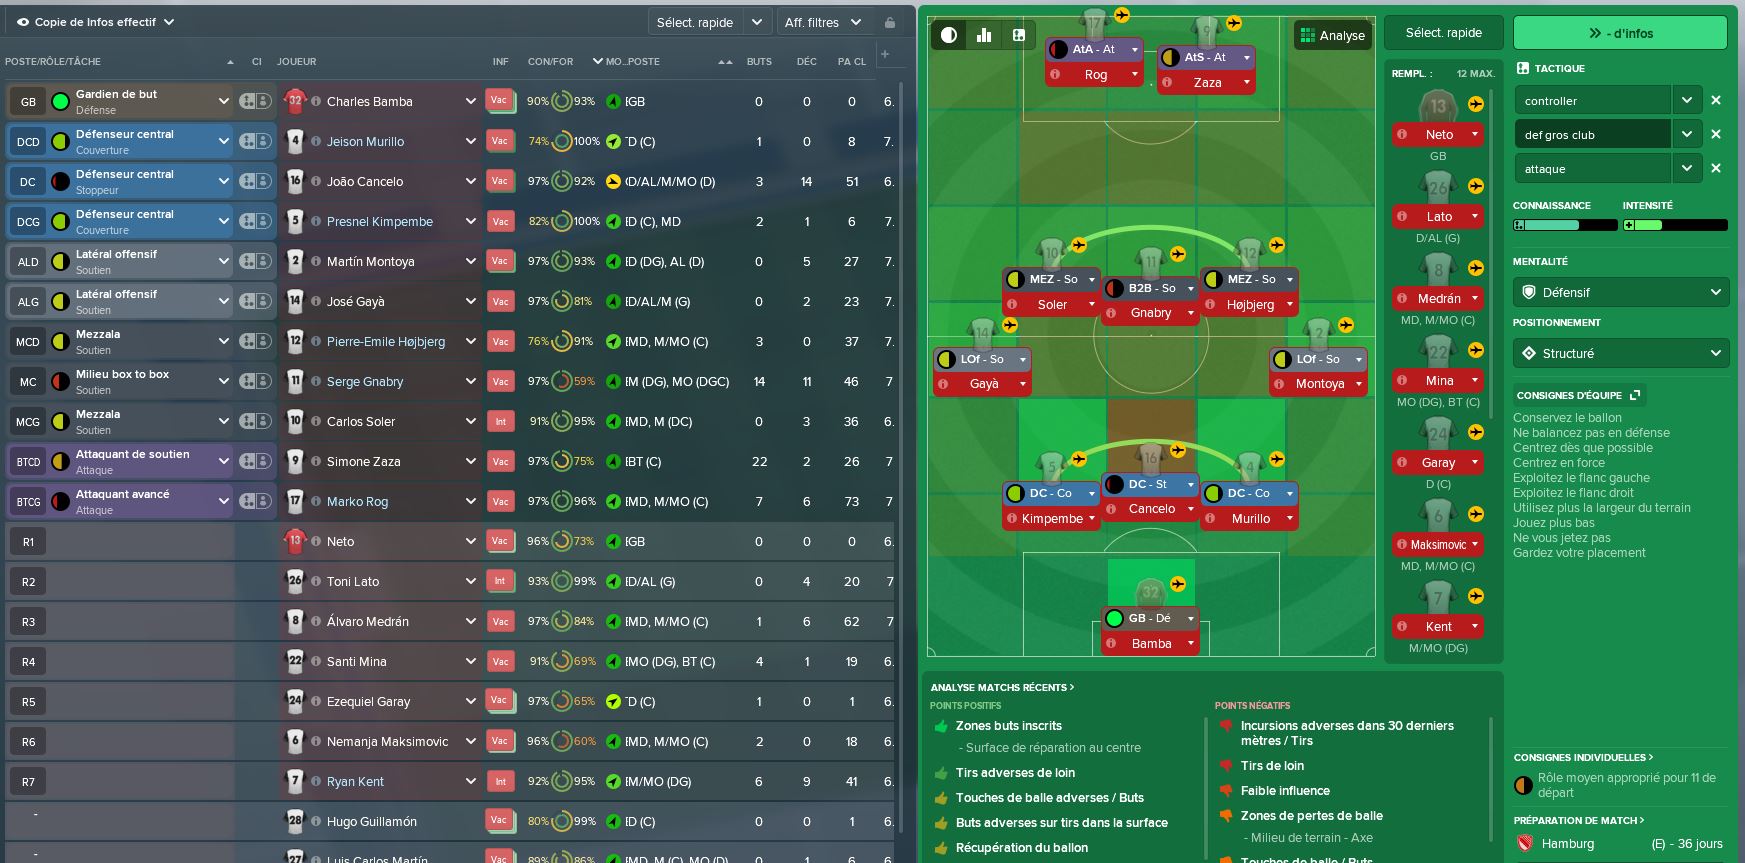 Copie de Infos effectif
Sélect. rapide
Aff. filtres
POSTE/RÔLE/TÂCHE CI JOUEUR INF CON/FOR MO... POSTE BUTS DÉC PA CL
GB Gardien de but Défense 32 Charles Bamba Vac 90% 93% GB 0 0 0 6.
DCD Défenseur central Couverture 4 Jeison Murillo Vac 74% 100% D (C) 1 0 8 7.
DC Défenseur central Stoppeur 16 João Cancelo Vac 97% 92% D/AL/M/MO (D) 3 14 51 6.
DCG Défenseur central Couverture 5 Presnel Kimpembe Vac 82% 100% D (C), MD 2 1 6 7.
ALD Latéral offensif Soutien 2 Martín Montoya Vac 97% 93% D (DG), AL (D) 0 5 27 7.
ALG Latéral offensif Soutien 14 José Gayà Vac 97% 81% D/AL/M (G) 0 2 23 7.
MCD Mezzala Soutien 12 Pierre-Emile Højbjerg Vac 76% 91% MD, M/MO (C) 3 0 37 7.
MC Milieu box to box Soutien 11 Serge Gnabry Vac 97% 59% M (DG), MO (DGC) 14 11 46 7
MCG Mezzala Soutien 10 Carlos Soler Int 91% 95% MD, M (DC) 0 3 36 6.
BTCD Attaquant de soutien Attaque 9 Simone Zaza Vac 97% 75% BT (C) 22 2 26 7
BTCG Attaquant avancé Attaque 17 Marko Rog Vac 97% 96% MD, M/MO (C) 7 6 73 7
R1 13 Neto Vac 96% 73% GB 0 0 0 6.
R2 26 Toni Lato Int 93% 99% D/AL (G) 0 4 20 7
R3 8 Álvaro Medrán Vac 97% 84% MD, M/MO (C) 1 6 62 7
R4 22 Santi Mina Vac 91% 69% MO (DG), BT (C) 4 1 19 6.
R5 24 Ezequiel Garay Vac 97% 65% D (C) 1 0 1 6.
R6 6 Nemanja Maksimovic Vac 96% 60% MD, M/MO (C) 2 0 18 6.
R7 7 Ryan Kent Int 92% 95% M/MO (DG) 6 9 41 6.
- 28 Hugo Guillamón Vac 80% 99% D (C) 0 0 1 6.
- 27 Luis Carlos Martín Vac 89% 86% MD, M (C), MO (D) 0 1 6 6.
Analyse
17
AtA - At
Rog
9
AtS - At
Zaza
10
MEZ - So
Soler
11
B2B - So
Gnabry
12
MEZ - So
Højbjerg
14
LOf - So
Gayà
2
LOf - So
Montoya
5
DC - Co
Kimpembe
16
DC - St
Cancelo
4
DC - Co
Murillo
32
GB - Dé
Bamba
Sélect. rapide
REMPL. : 12 MAX.
13
Neto
GB
26
Lato
D/AL (G)
8
Medrán
MD, M/MO (C)
22
Mina
MO (DG), BT (C)
24
Garay
D (C)
6
Maksimovic
MD, M/MO (C)
7
Kent
M/MO (DG)
- d'infos
TACTIQUE
controller
def gros club
attaque
CONNAISSANCE INTENSITÉ
MENTALITÉ
Défensif
POSITIONNEMENT
Structuré
CONSIGNES D'ÉQUIPE
Conservez le ballon
Ne balancez pas en défense
Centrez dès que possible
Centrez en force
Exploitez le flanc gauche
Exploitez le flanc droit
Utilisez plus la largeur du terrain
Jouez plus bas
Ne vous jetez pas
Gardez votre placement
CONSIGNES INDIVIDUELLES >
Rôle moyen approprié pour 11 de
départ
PRÉPARATION DE MATCH >
Hamburg (E) - 36 jours
ANALYSE MATCHS RÉCENTS >
POINTS POSITIFS
Zones buts inscrits
- Surface de réparation au centre
Tirs adverses de loin
Touches de balle adverses / Buts
Buts adverses sur tirs dans la surface
Récupération du ballon
POINTS NÉGATIFS
Incursions adverses dans 30 derniers
mètres / Tirs
Tirs de loin
Faible influence
Zones de pertes de balle
- Milieu de terrain - Axe
Touches de balle / Buts